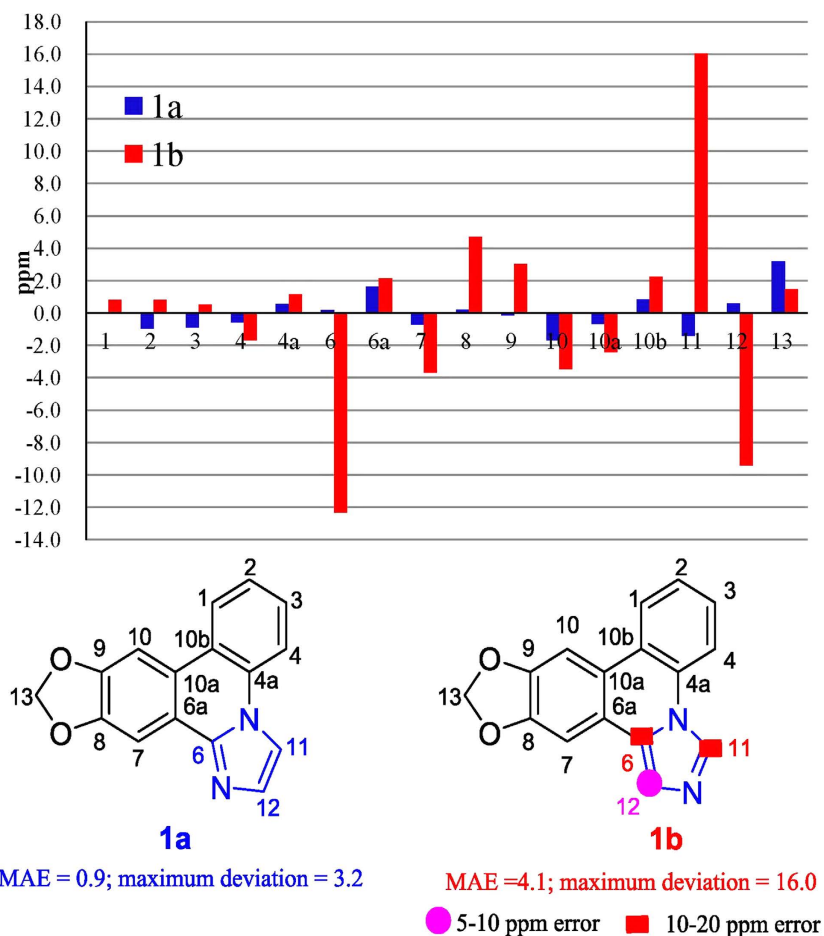 18.0
16.0
14.0
12.0
10.0
8.0
6.0
4.0
2.0
0.0
-2.0
-4.0
-6.0
-8.0
-10.0
-12.0
-14.0
ppm
1a
1b
1 2 3 4 4a 6 6a 7 8 9 10 10a 10b 11 12 13
2
1 3
10 10b 4
9 10a 4a
O
13 6a N
O
8 7 6 11
N 12
1a
MAE = 0.9; maximum deviation = 3.2
2
1 3
10 10b 4
9 10a 4a
O
13 6a N
O
8 7 6 11
12 N
1b
MAE =4.1; maximum deviation = 16.0
5-10 ppm error 10-20 ppm error